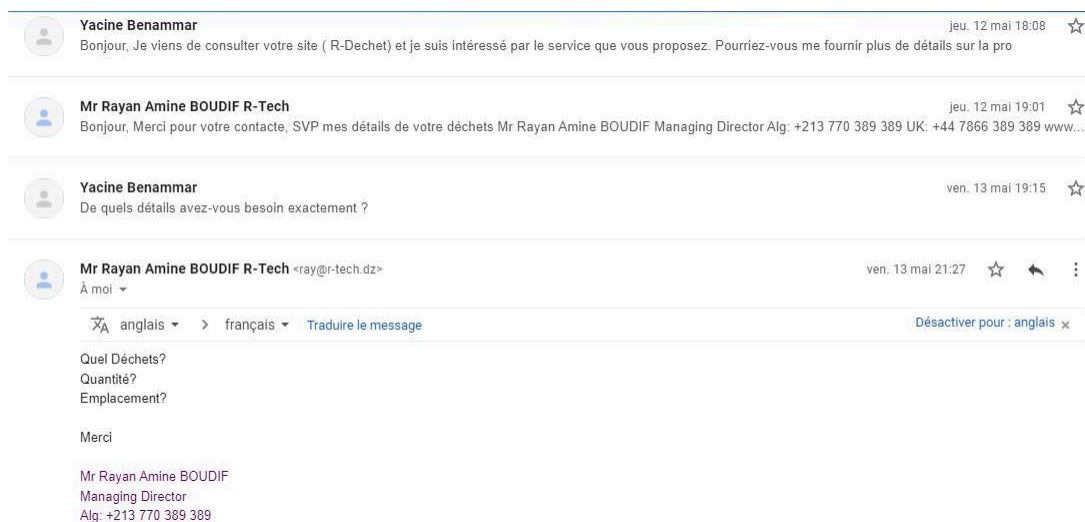 Yacine Benammar
jeu. 12 mai 18:08
Bonjour, Je viens de consulter votre site ( R-Dechet) et je suis intéressé par le service que vous proposez. Pourriez-vous me fournir plus de détails sur la pro
Mr Rayan Amine BOUDIF R-Tech
jeu. 12 mai 19:01
Bonjour, Merci pour votre contacte, SVP mes détails de votre déchets Mr Rayan Amine BOUDIF Managing Director Alg: +213 770 389 389 UK: +44 7866 389 389 www...
Yacine Benammar
ven. 13 mai 19:15
De quels détails avez-vous besoin exactement ?
Mr Rayan Amine BOUDIF R-Tech <ray@r-tech.dz>
ven. 13 mai 21:27
À moi
anglais > français Traduire le message
Désactiver pour : anglais x
Quel Déchets?
Quantité?
Emplacement?
Merci
Mr Rayan Amine BOUDIF
Managing Director
Alg: +213 770 389 389